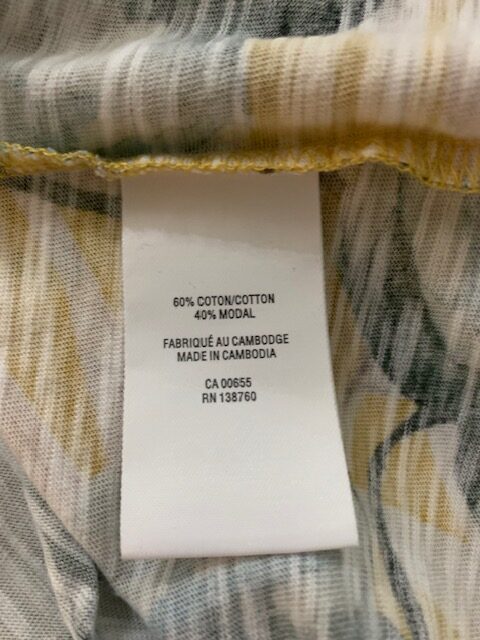 60% COTON/COTTON
40% MODAL
FABRIQUÉ AU CAMBODGE
MADE IN CAMBODIA
CA 00655
RN 138760